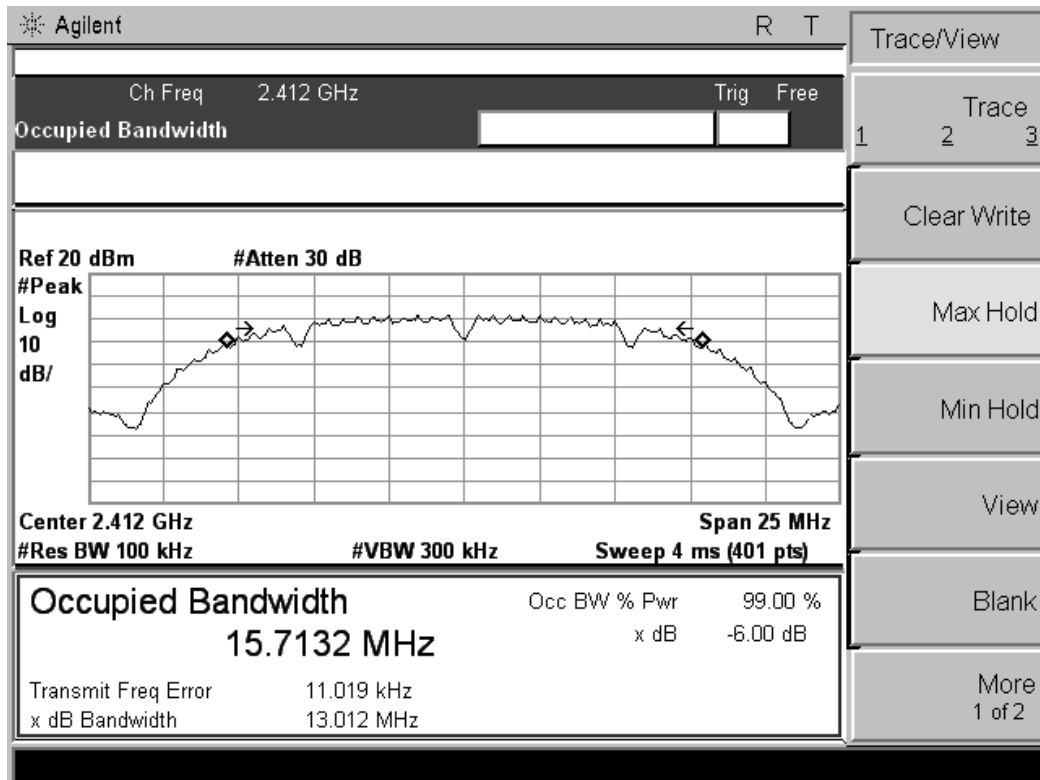 Agilent R T
Ch Freq 2.412 GHz Trig Free
Occupied Bandwidth
Ref 20 dBm #Atten 30 dB
#Peak
Log
10
dB/
Center 2.412 GHz Span 25 MHz
#Res BW 100 kHz #VBW 300 kHz Sweep 4 ms (401 pts)
Occupied Bandwidth Occ BW % Pwr 99.00 %
15.7132 MHz x dB -6.00 dB
Transmit Freq Error 11.019 kHz
x dB Bandwidth 13.012 MHz
Trace/View
Trace
1 2 3
Clear Write
Max Hold
Min Hold
View
Blank
More
1 of 2